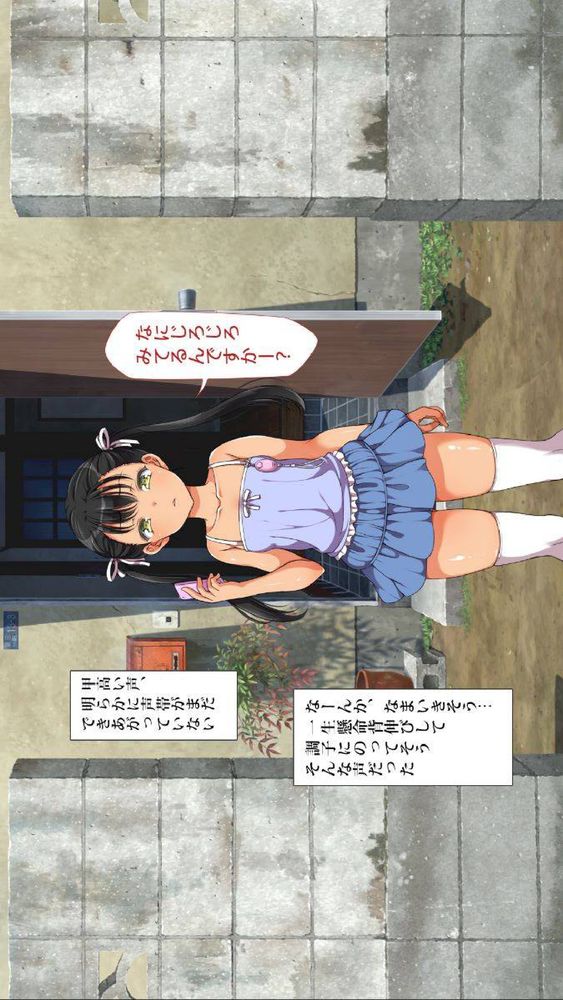 なにじろじろ
みてるんですかー?
なーんか、なまいきそう…
一生懸命背伸びして
調子にのってそう
そんな声だった
甲高い声、
明らかに声帯がまだ
できあがっていない